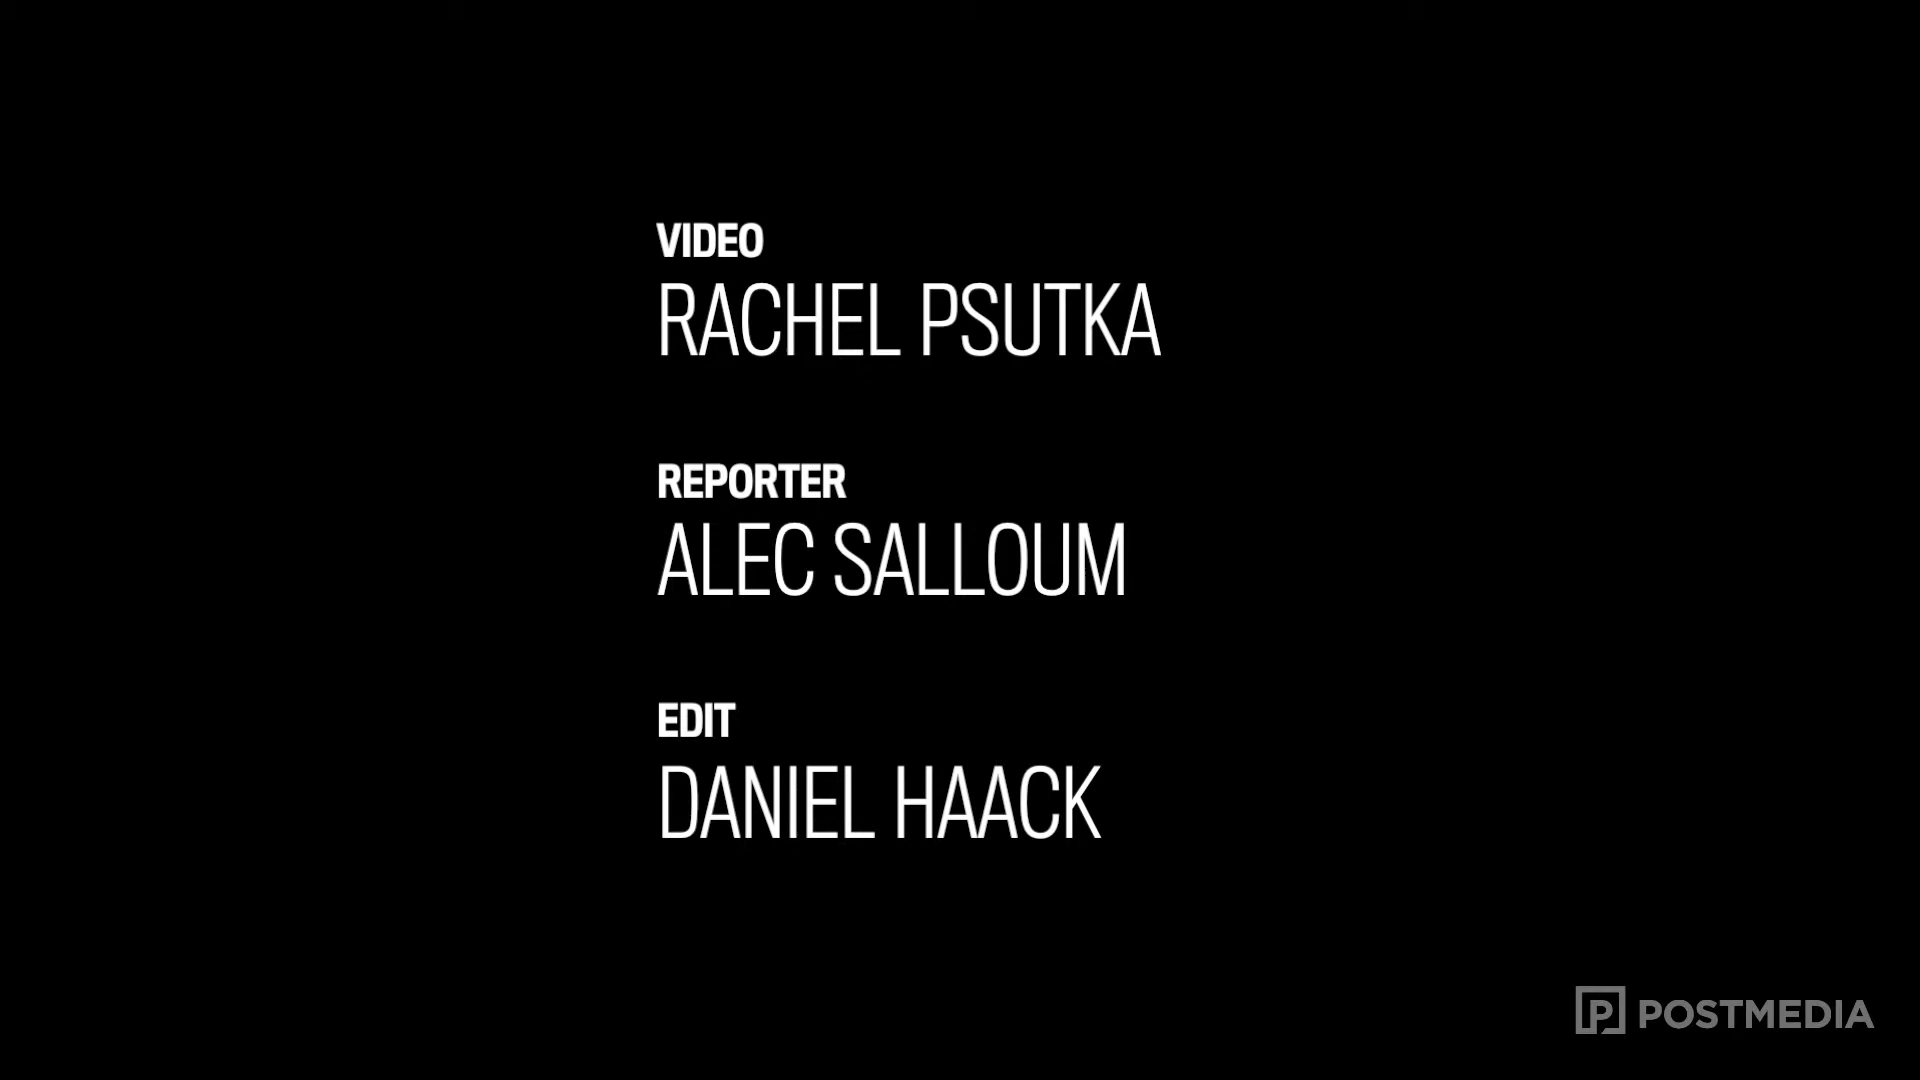 VIDEO
RACHEL PSUTKA
REPORTER
ALEC SALLOUM
EDIT
DANIEL HAACK
POSTMEDIA